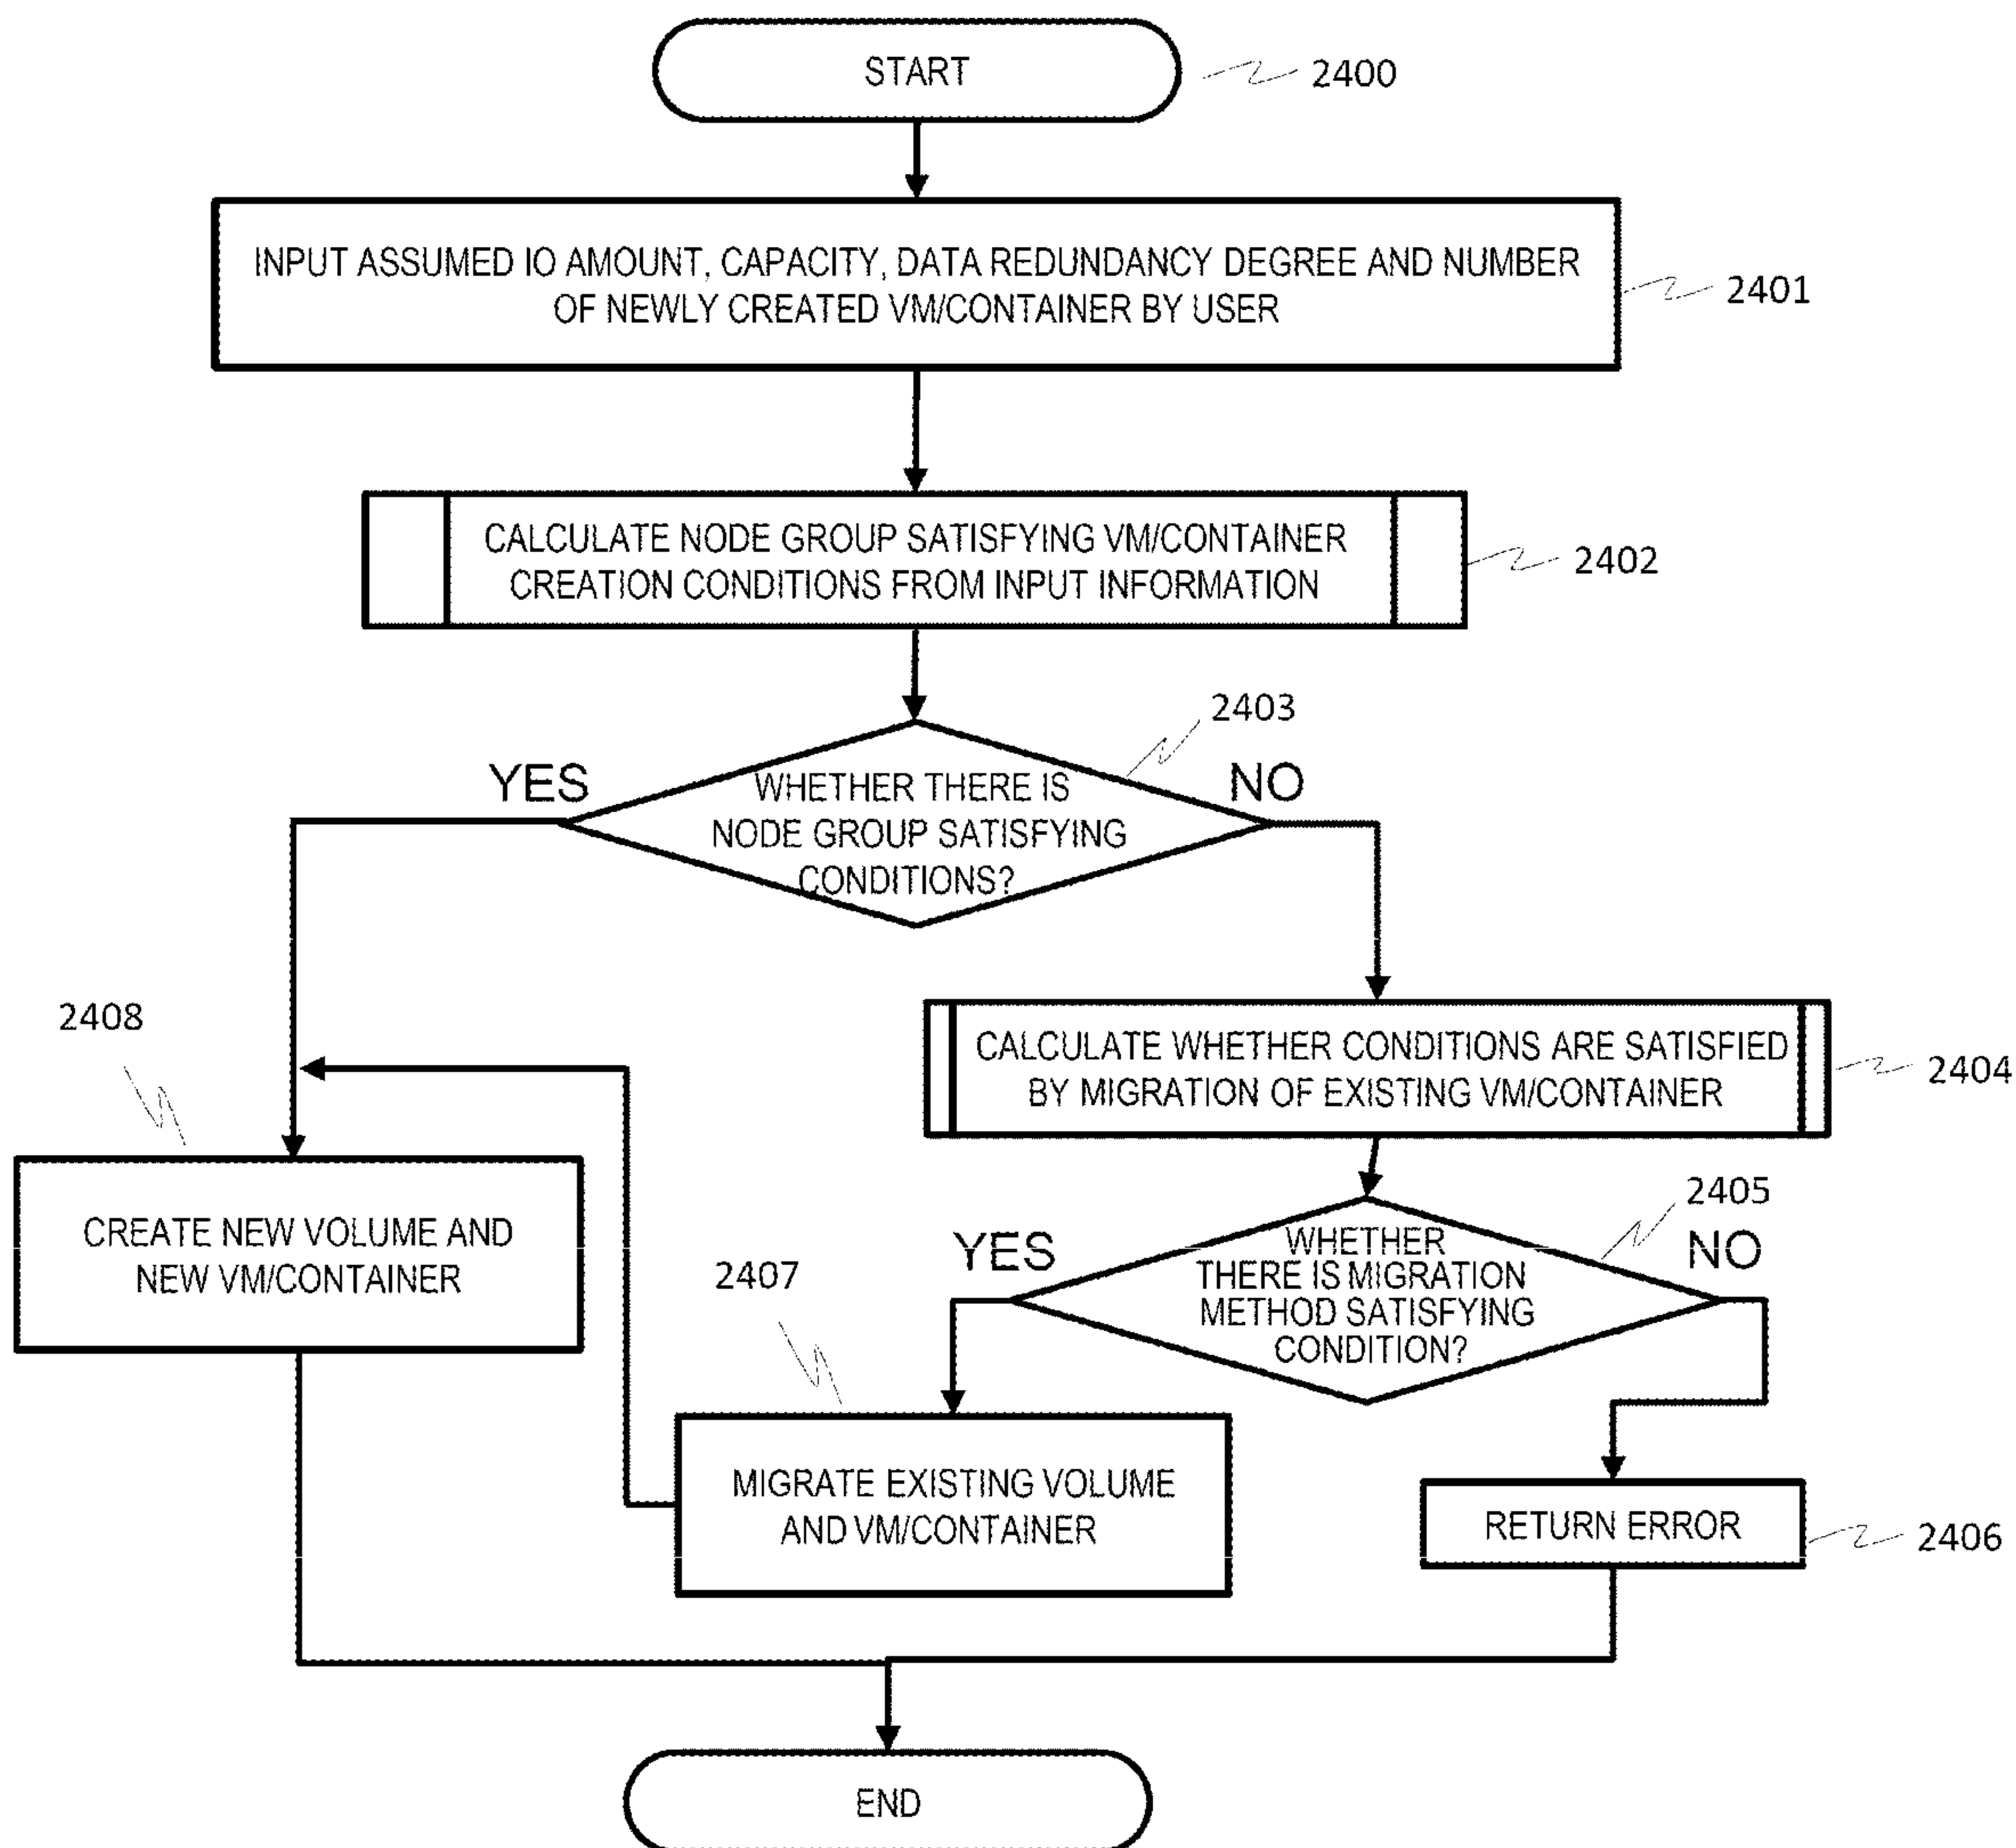 START
2400
INPUT ASSUMED IO AMOUNT, CAPACITY, DATA REDUNDANCY DEGREE AND NUMBER
OF NEWLY CREATED VM/CONTAINER BY USER
2401
CALCULATE NODE GROUP SATISFYING VM/CONTAINER
CREATION CONDITIONS FROM INPUT INFORMATION
2402
2403
YES
NO
WHETHER THERE IS
NODE GROUP SATISFYING
CONDITIONS?
2408
CALCULATE WHETHER CONDITIONS ARE SATISFIED
BY MIGRATION OF EXISTING VM/CONTAINER
2404
2405
YES
NO
WHETHER
THERE IS MIGRATION
METHOD SATISFYING
CONDITION?
CREATE NEW VOLUME AND
NEW VM/CONTAINER
2407
MIGRATE EXISTING VOLUME
AND VM/CONTAINER
RETURN ERROR
2406
END